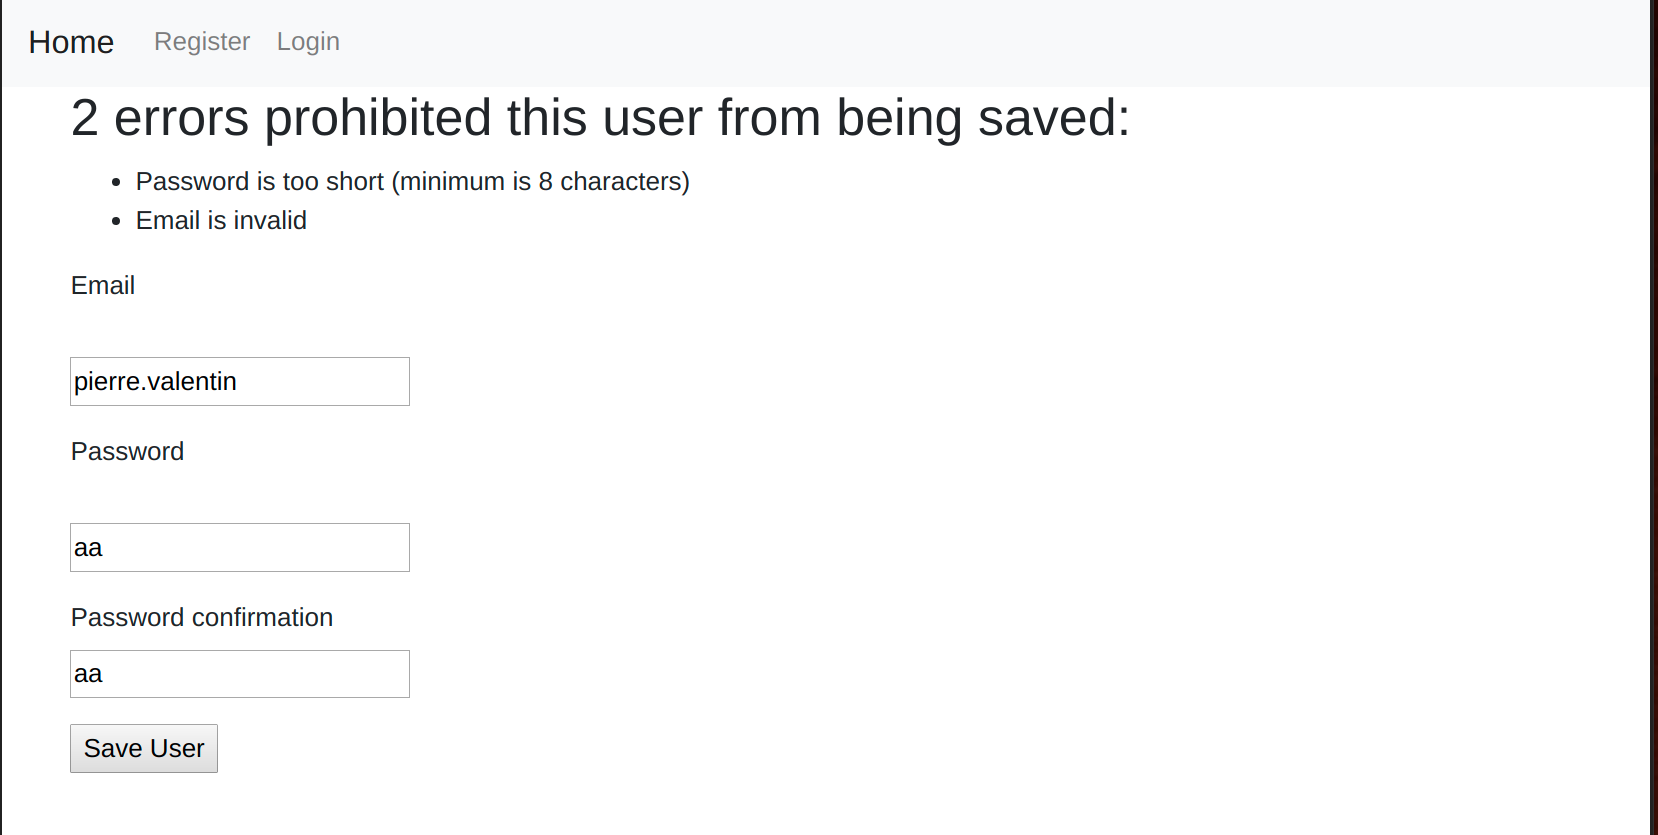 Home Register Login
2 errors prohibited this user from being saved:
Password is too short (minimum is 8 characters)
Email is invalid
Email
pierre.valentin
Password
aa
Password confirmation
aa
Save User